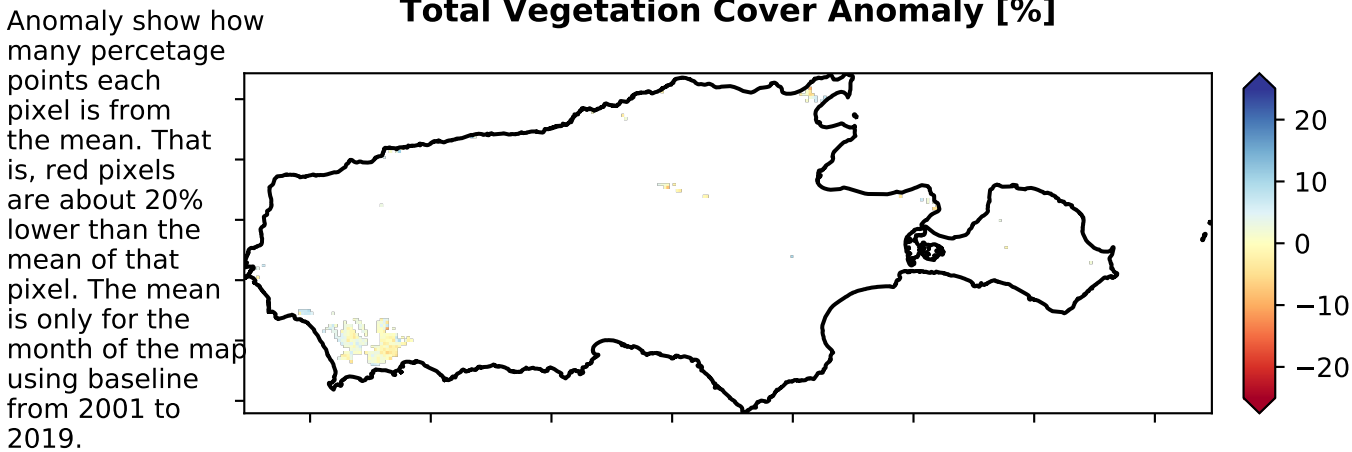 Total Vegetation Cover Anomaly [%]
Anomaly show how
many percetage
points each
pixel is from
the mean. That
is, red pixels
are about 20%
lower than the
mean of that
pixel. The mean
is only for the
month of the map
using baseline
from 2001 to
2019.
20
10
0
−10
−20